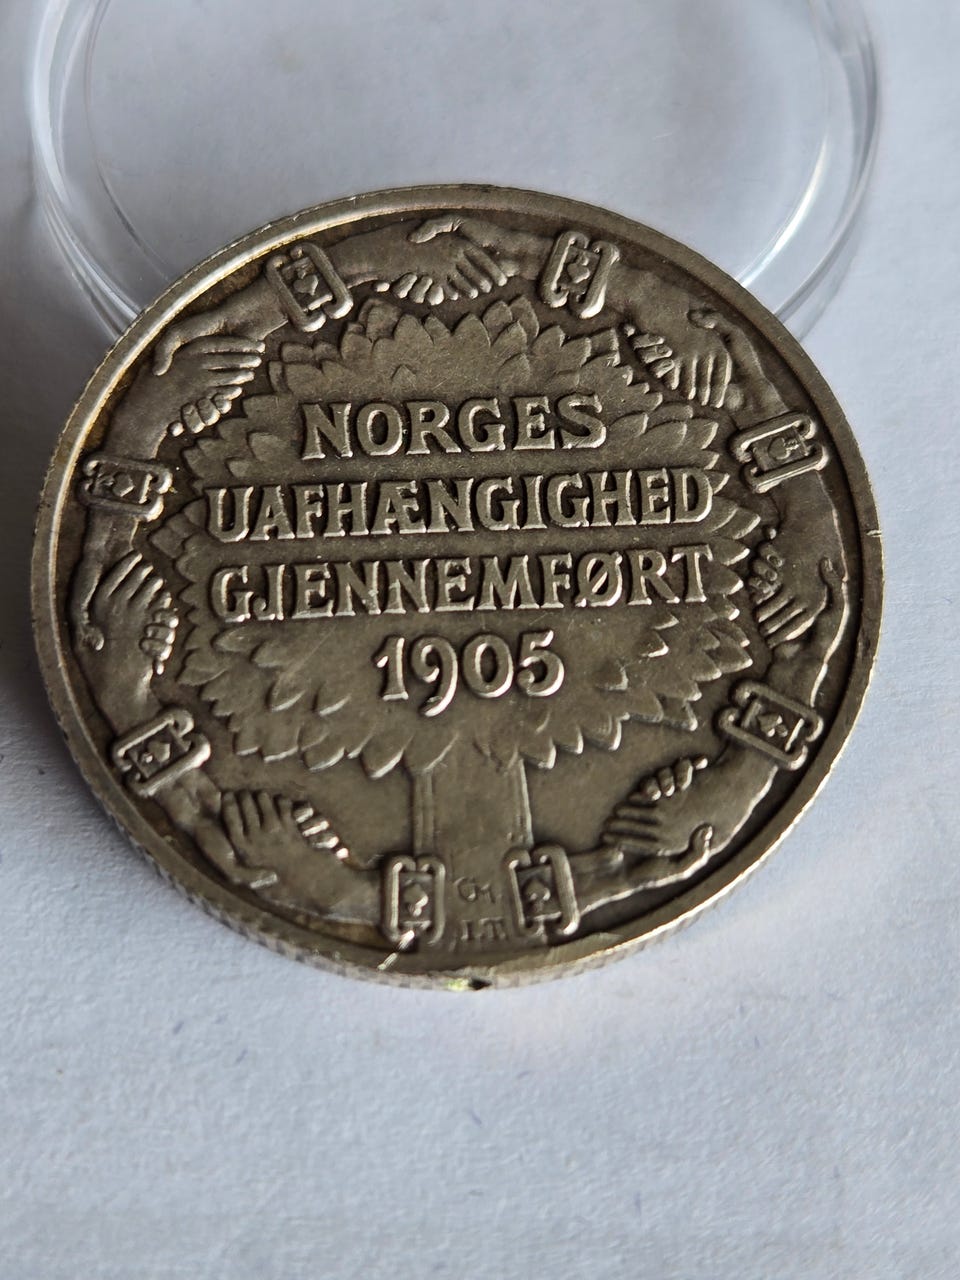 NORGES
UAFHÆNGIGHED
GJENNEMFØRT
1905
I.T.